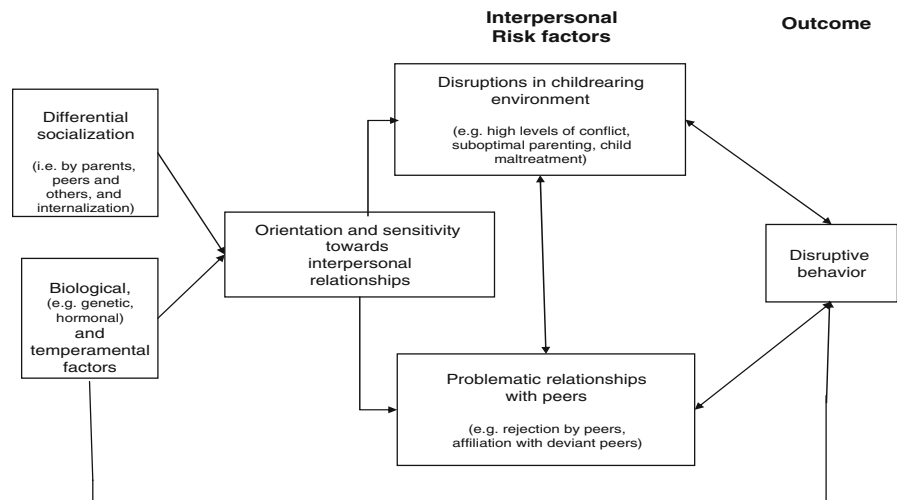 Interpersonal
Risk factors
Outcome
Differential
socialization
(i.e. by parents,
peers and
others, and
internalization)
Biological,
(e.g. genetic,
hormonal)
and
temperamental
factors
Orientation and sensitivity
towards
interpersonal
relationships
Disruptions in childrearing
environment
(e.g. high levels of conflict,
suboptimal parenting, child
maltreatment)
Problematic relationships
with peers
(e.g. rejection by peers,
affiliation with deviant peers)
Disruptive
behavior